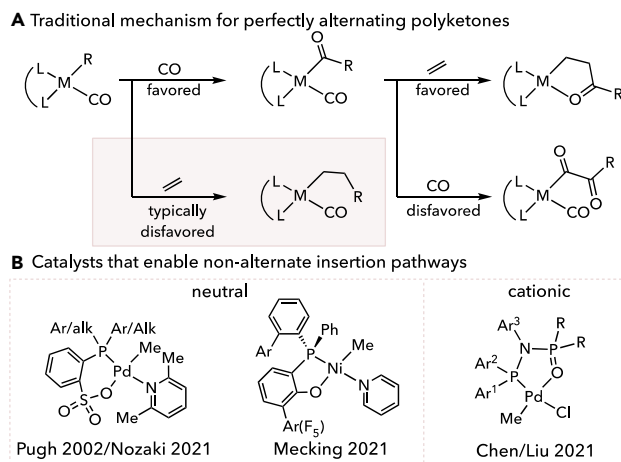 A Traditional mechanism for perfectly alternating polyketones
L L M R CO
CO
favored
O
L L M R CO
favored
L L M O R
typically
disfavored
L L M R CO
CO
disfavored
O R
L L M O CO
B Catalysts that enable non-alternate insertion pathways
neutral
cationic
Ar/alk Ar/Alk
P Me Me
Pd
O N
S
O O Me
Pugh 2002/Nozaki 2021
Ph
Ar P Me
Ni
O N
Ar(F5)
Mecking 2021
Ar3 R
N P R
Ar2
P O
Ar1 Pd
Me Cl
Chen/Liu 2021